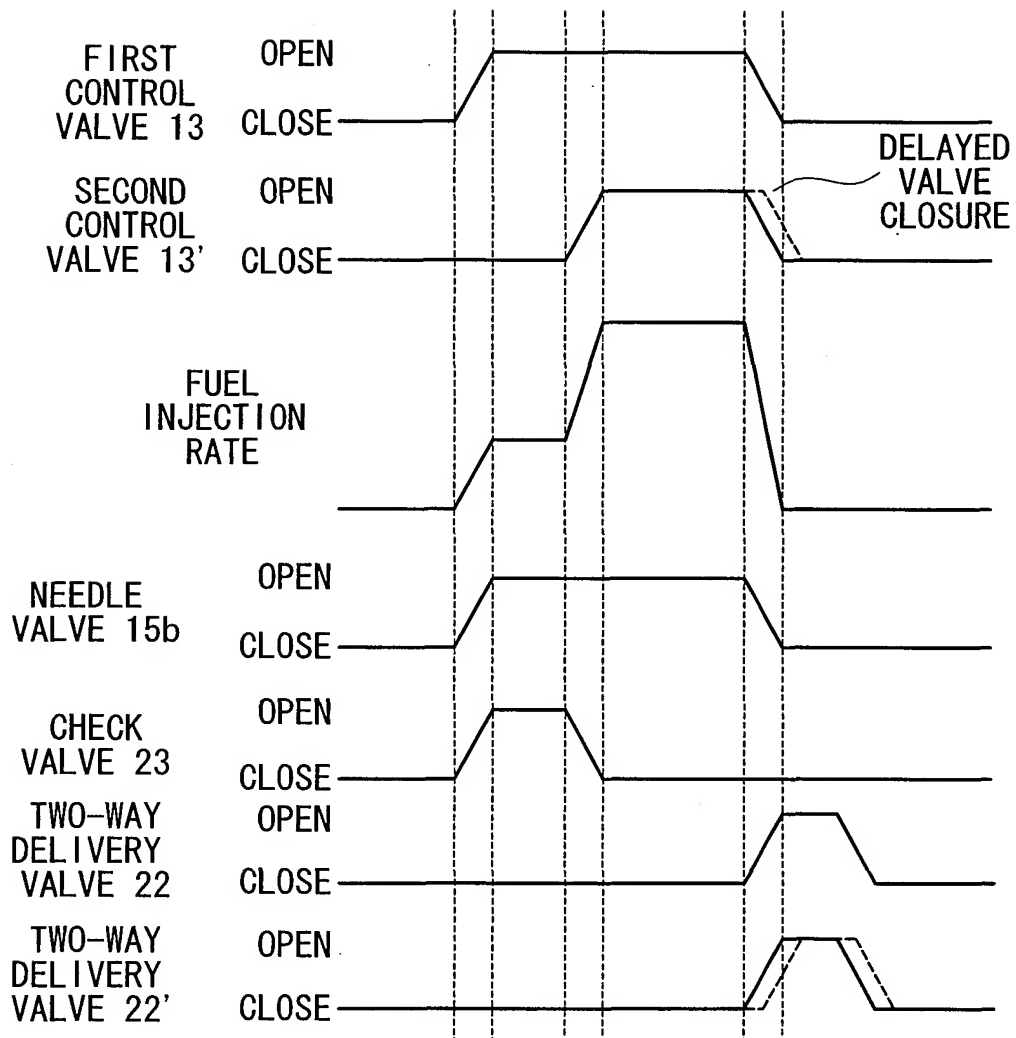 FIRST
CONTROL
VALVE 13
OPEN
CLOSE
DELAYED
VALVE
CLOSURE
SECOND
CONTROL
VALVE 13'
OPEN
CLOSE
FUEL
INJECTION
RATE
NEEDLE
VALVE 15b
OPEN
CLOSE
CHECK
VALVE 23
OPEN
CLOSE
TWO-WAY
DELIVERY
VALVE 22
OPEN
CLOSE
TWO-WAY
DELIVERY
VALVE 22'
OPEN
CLOSE